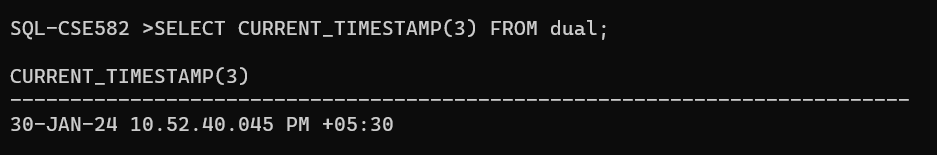 SQL-CSE582 >SELECT CURRENT_TIMESTAMP(3) FROM dual;
CURRENT_TIMESTAMP(3)
---------------------------------------------------------------------------
30-JAN-24 10.52.40.045 PM +05:30